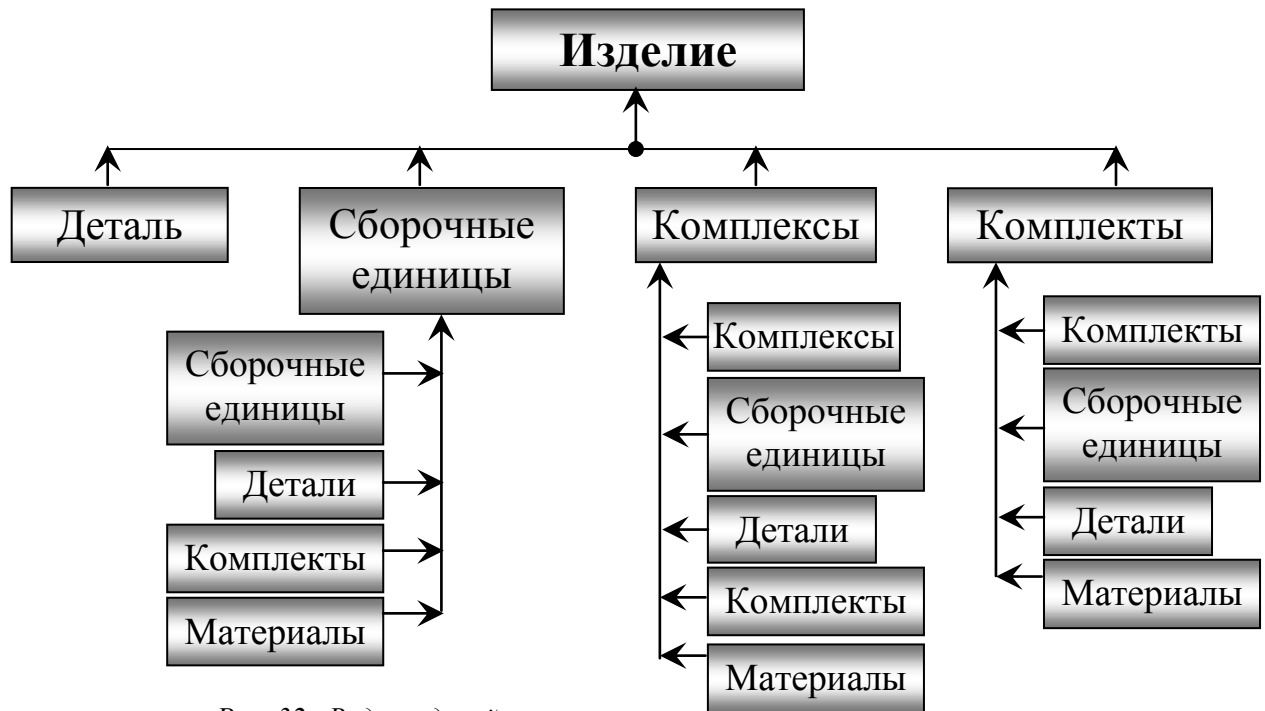 Изделие
Деталь
Сборочные
единицы
Комплексы
Комплекты
Сборочные
единицы
Детали
Комплекты
Материалы
Комплексы
Сборочные
единицы
Детали
Комплекты
Материалы
Комплекты
Сборочные
единицы
Детали
Материалы